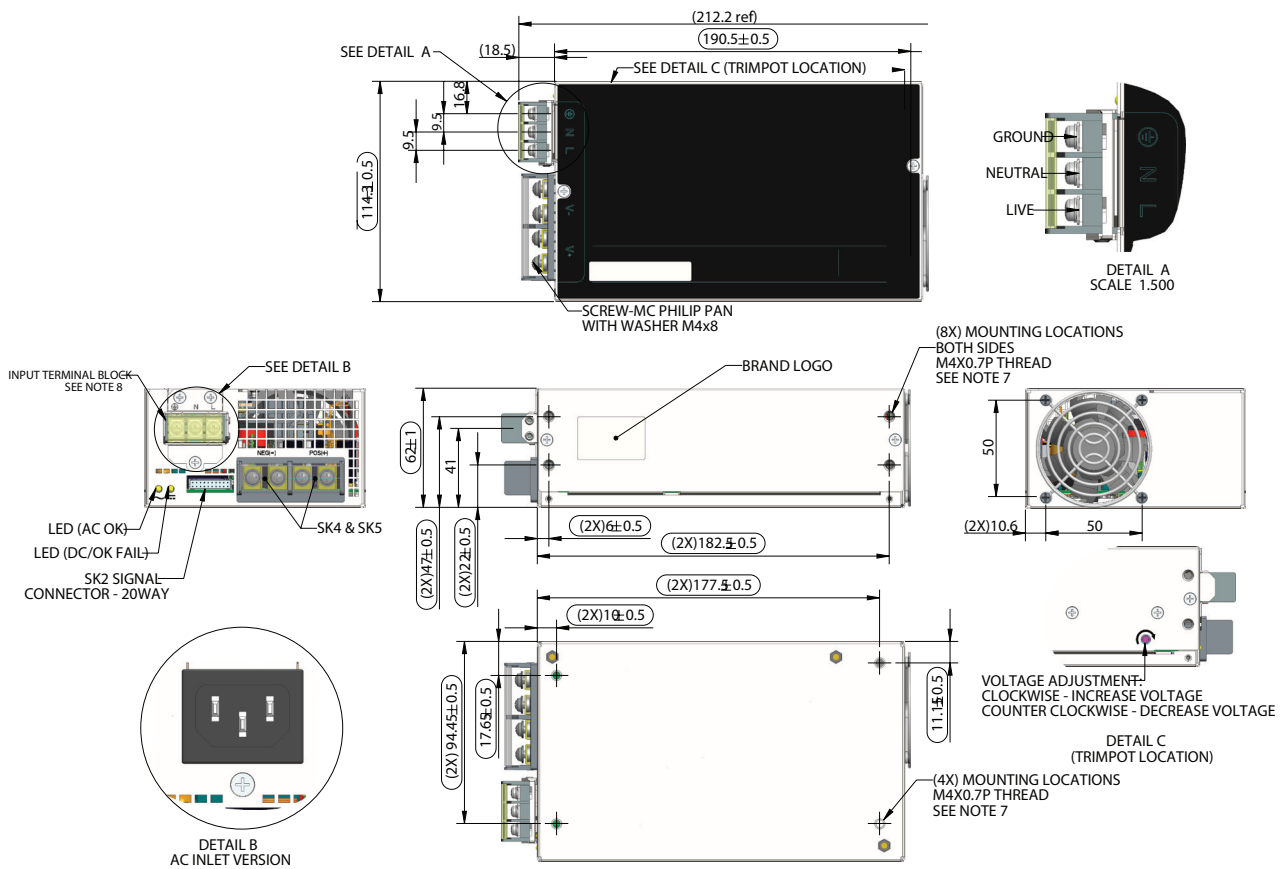 (212.2 ref)
190.5±0.5
(18.5)
SEE DETAIL A
SEE DETAIL C (TRIMPOT LOCATION)
16.8
9.5
9.5
114.3±0.5
N
L
V-
V+
SCREW-MC PHILIP PAN
WITH WASHER M4x8
GROUND
NEUTRAL
LIVE
N
L
DETAIL A
SCALE 1.500
INPUT TERMINAL BLOCK
SEE NOTE 8
SEE DETAIL B
N
L
NEG(-)
POS(+)
LED (AC OK)
LED (DC/OK FAIL)
SK2 SIGNAL
CONNECTOR - 20WAY
SK4 & SK5
BRAND LOGO
(8X) MOUNTING LOCATIONS
BOTH SIDES
M4X0.7P THREAD
SEE NOTE 7
62±1
41
(2X)47±0.5
(2X)22±0.5
(2X)6±0.5
(2X)182.5±0.5
50
(2X)10.6
50
(2X)177.5±0.5
(2X)10±0.5
(2X) 94.45±0.5
17.65±0.5
11.15±0.5
(4X) MOUNTING LOCATIONS
M4X0.7P THREAD
SEE NOTE 7
VOLTAGE ADJUSTMENT:
CLOCKWISE - INCREASE VOLTAGE
COUNTER CLOCKWISE - DECREASE VOLTAGE
DETAIL C
(TRIMPOT LOCATION)
DETAIL B
AC INLET VERSION